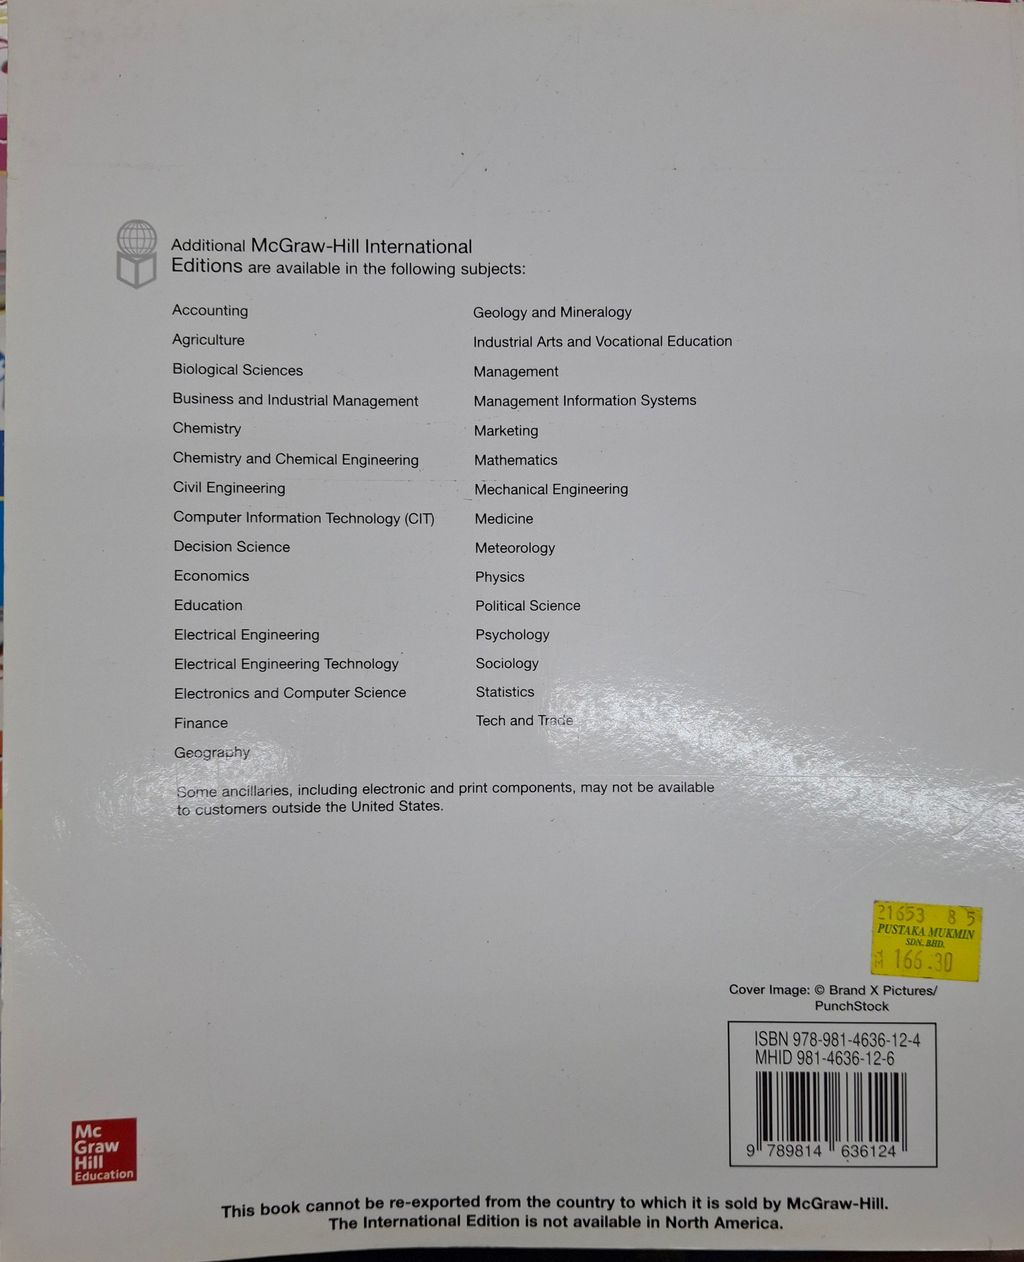 Additional McGraw-Hill International
Editions are available in the following subjects:
Accounting
Agriculture
Biological Sciences
Business and Industrial Management
Chemistry
Chemistry and Chemical Engineering
Civil Engineering
Computer Information Technology (CIT)
Decision Science
Economics
Education
Electrical Engineering
Electrical Engineering Technology
Electronics and Computer Science
Finance
Geography
Geology and Mineralogy
Industrial Arts and Vocational Education
Management
Management Information Systems
Marketing
Mathematics
Mechanical Engineering
Medicine
Meteorology
Physics
Political Science
Psychology
Sociology
Statistics
Tech and Trade
Some ancillaries, including electronic and print components, may not be available
to customers outside the United States.
21653 8 5
PUSTAKA MUKMIN
SDN. BHD.
166.30
Cover Image: © Brand X Pictures/
PunchStock
ISBN 978-981-4636-12-4
MHID 981-4636-12-6
9 789814 636124
Mc
Graw
Hill
Education
This book cannot be re-exported from the country to which it is sold by McGraw-Hill.
The International Edition is not available in North America.